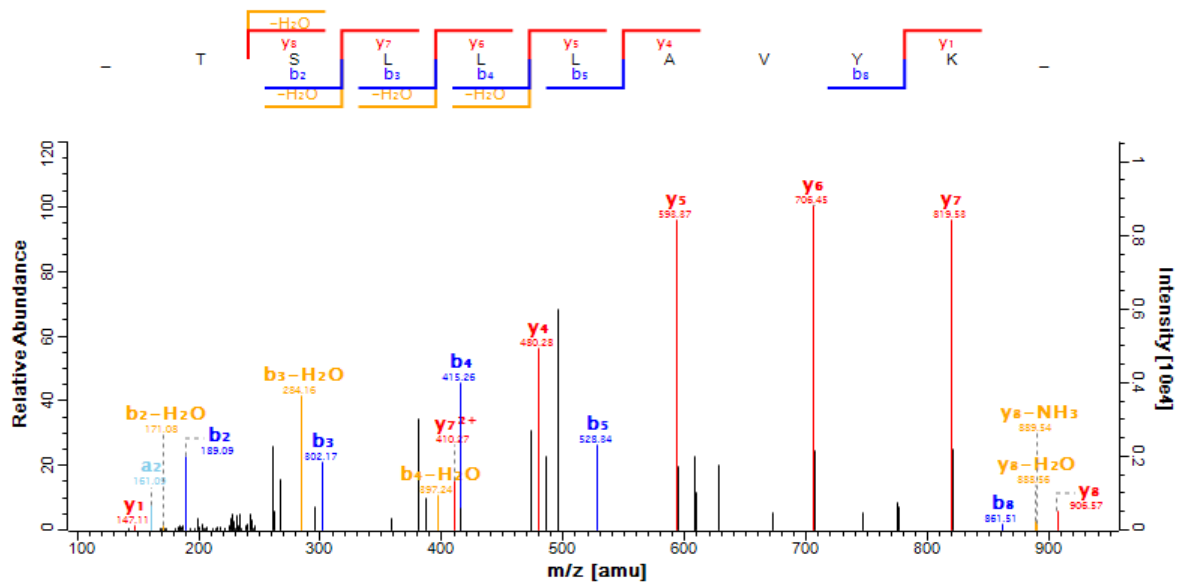 –H₂O
y₈ y₇ y₆ y₅ y₄ y₁
_ T S L L L A V Y K _
b₂ b₃ b₄ b₅ b₈
–H₂O –H₂O –H₂O
120
100
80
60
40
20
0
Relative Abundance
1
0.8
0.6
0.4
0.2
0
Intensity [10e4]
y₁
147.11
a₂
161.09
b₂–H₂O
171.08
b₂
189.09
b₃–H₂O
284.16
b₃
302.17
b₄–H₂O
397.24
y₇²⁺
410.27
b₄
415.26
y₄
480.28
b₅
528.34
y₅
593.37
y₆
706.45
y₇
819.53
b₈
861.51
y₈–H₂O
888.56
y₈–NH₃
889.54
y₈
906.57
100 200 300 400 500 600 700 800 900
m/z [amu]